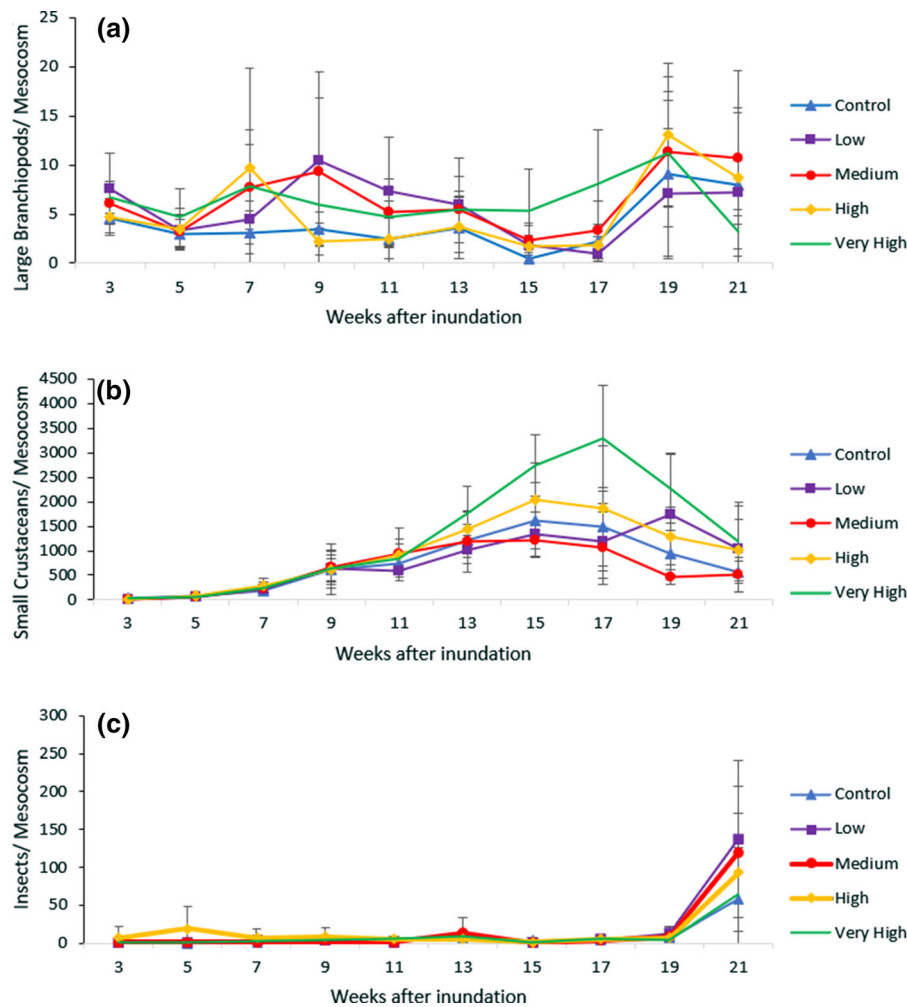 (a)
Large Branchiopods/ Mesocosm
25
20
15
10
5
0
3 5 7 9 11 13 15 17 19 21
Weeks after inundation
Control
Low
Medium
High
Very High
(b)
Small Crustaceans/ Mesocosm
4500
4000
3500
3000
2500
2000
1500
1000
500
0
3 5 7 9 11 13 15 17 19 21
Weeks after inundation
Control
Low
Medium
High
Very High
(c)
Insects/ Mesocosm
300
250
200
150
100
50
0
3 5 7 9 11 13 15 17 19 21
Weeks after inundation
Control
Low
Medium
High
Very High